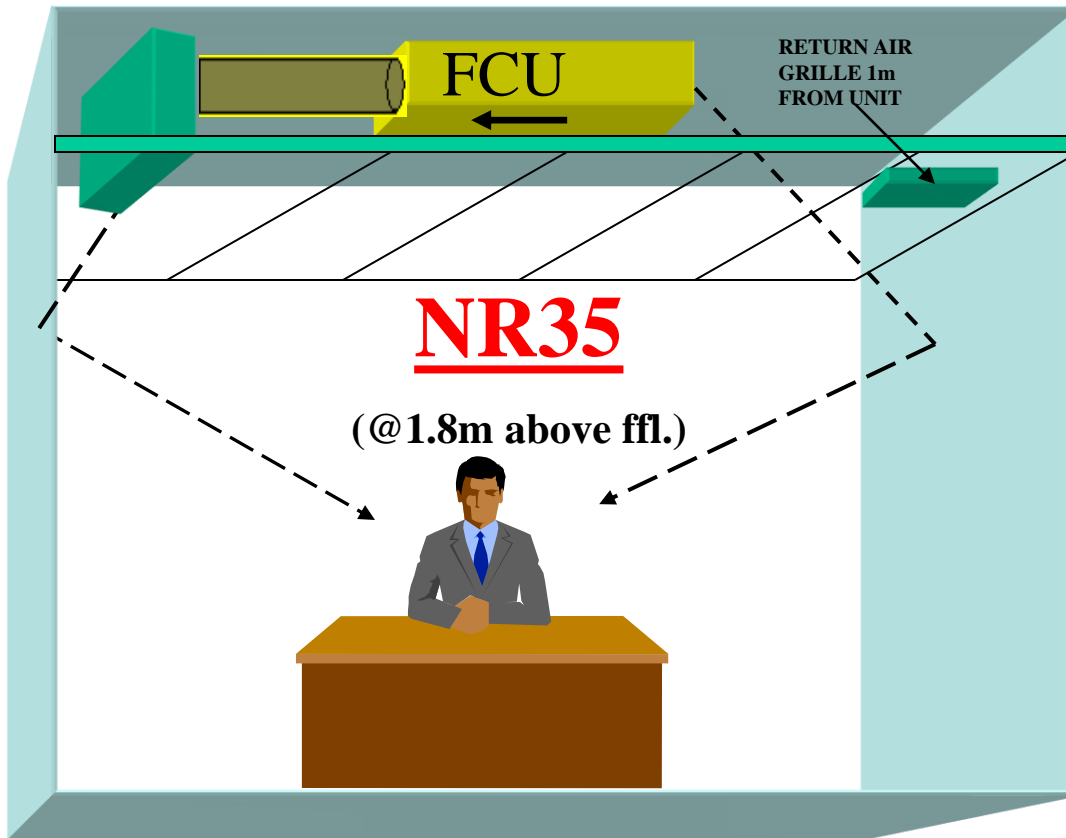 FCU
RETURN AIR
GRILLE 1m
FROM UNIT
NR35
(@1.8m above ffl.)